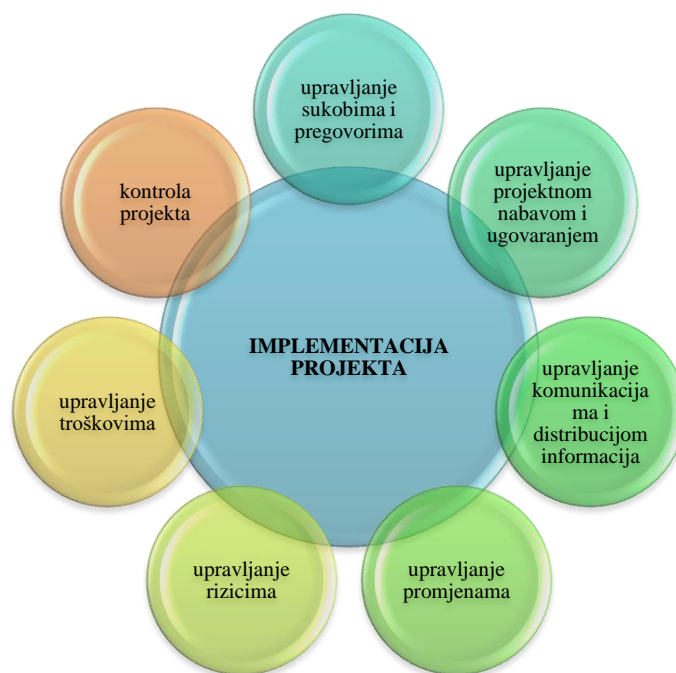 upravljanje
sukobima i
pregovorima
upravljanje
projektnom
nabavom i
ugovaranjem
upravljanje
komunikacija
ma i
distribucijom
informacija
upravljanje
promjenama
upravljanje
rizicima
upravljanje
troškovima
kontrola
projekta
IMPLEMENTACIJA
PROJEKTA